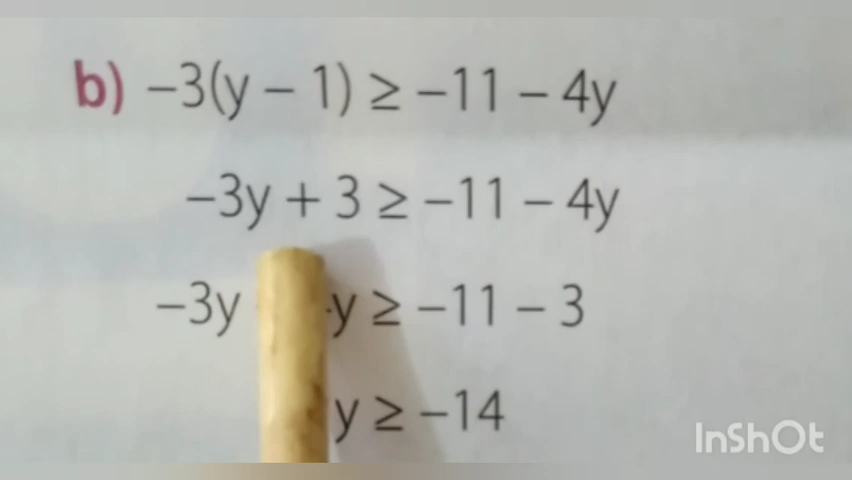 b) −3(y − 1) ≥ −11 − 4y
−3y + 3 ≥ −11 − 4y
−3y y ≥ −11 − 3
y ≥ −14
InShOt